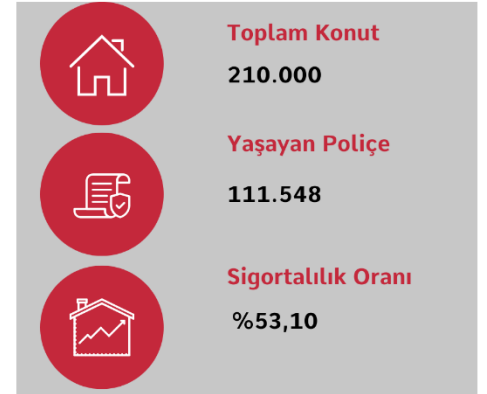 Toplam Konut
210.000
Yaşayan Poliçe
111.548
Sigortalılık Oranı
%53,10